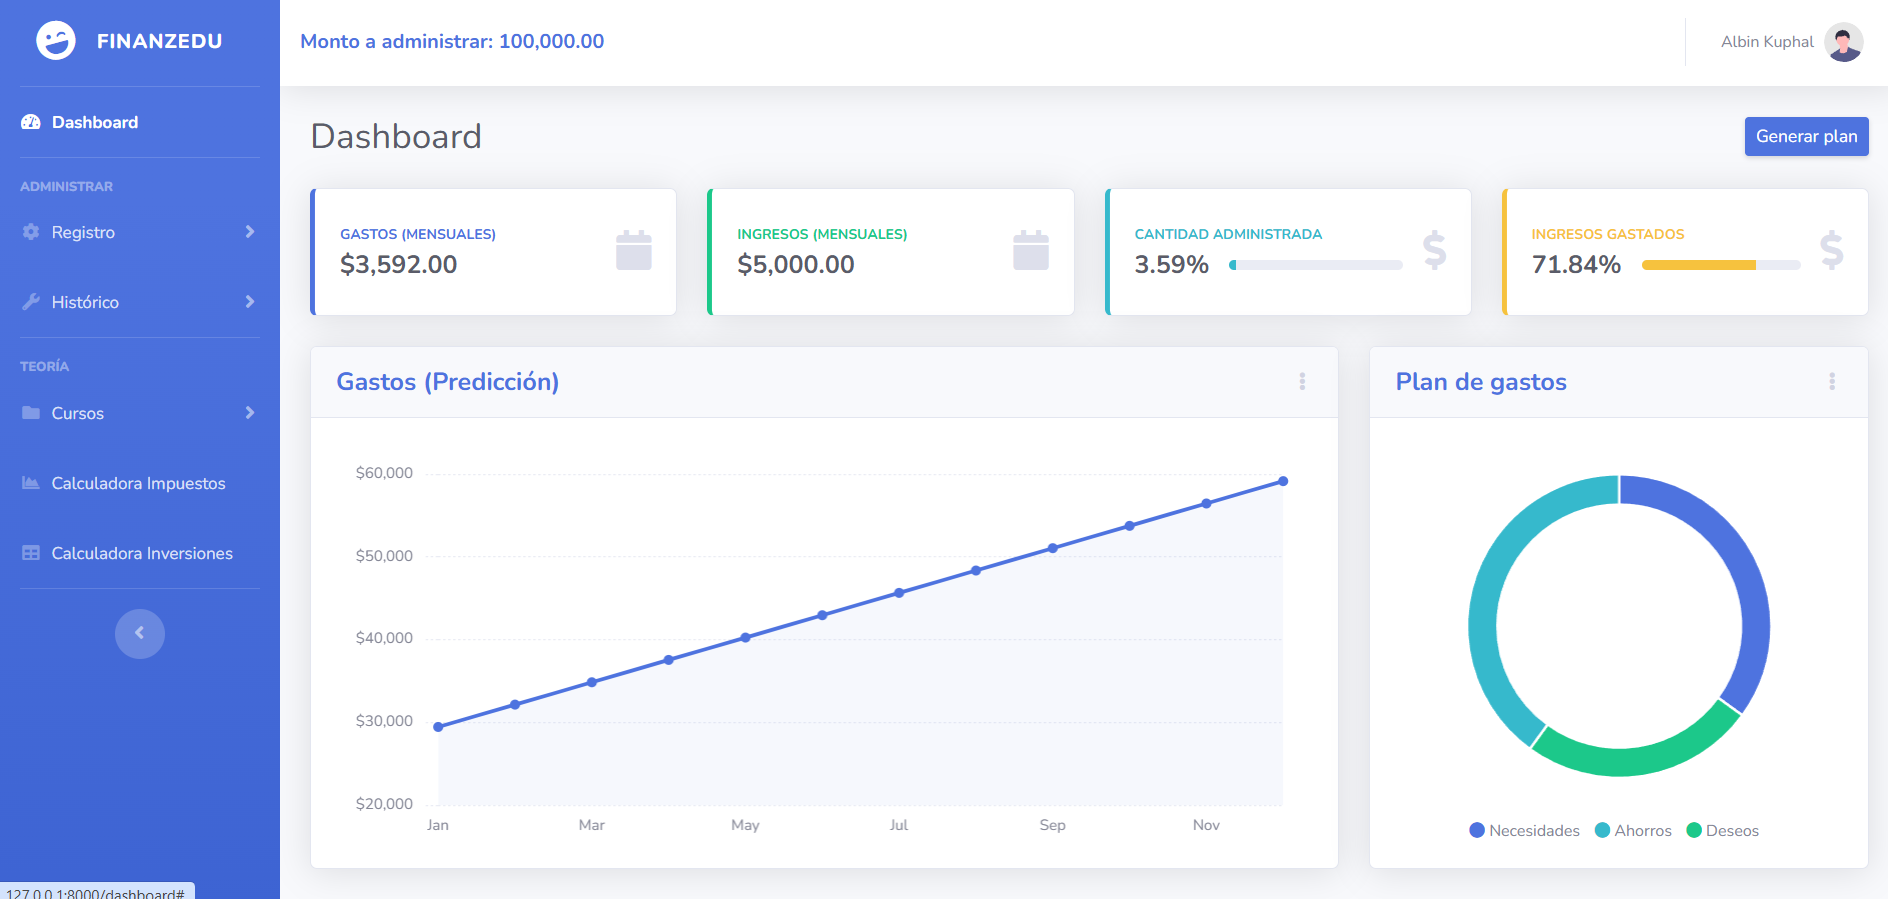 FINANZEDU
Monto a administrar: 100,000.00
Albin Kuphal
Dashboard
ADMINISTRAR
Registro
Histórico
TEORÍA
Cursos
Calculadora Impuestos
Calculadora Inversiones
127.0.0.1:8000/dashboard#
Dashboard
Generar plan
GASTOS (MENSUALES)
$3,592.00
INGRESOS (MENSUALES)
$5,000.00
CANTIDAD ADMINISTRADA
3.59%
$
INGRESOS GASTADOS
71.84%
$
Gastos (Predicción)
$60,000
$50,000
$40,000
$30,000
$20,000
Jan Mar May Jul Sep Nov
Plan de gastos
Necesidades Ahorros Deseos